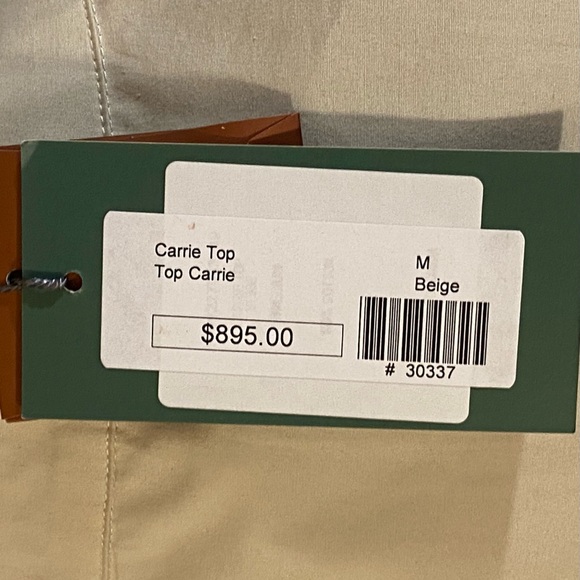 Carrie Top
Top Carrie
M
Beige
$895.00
# 30337